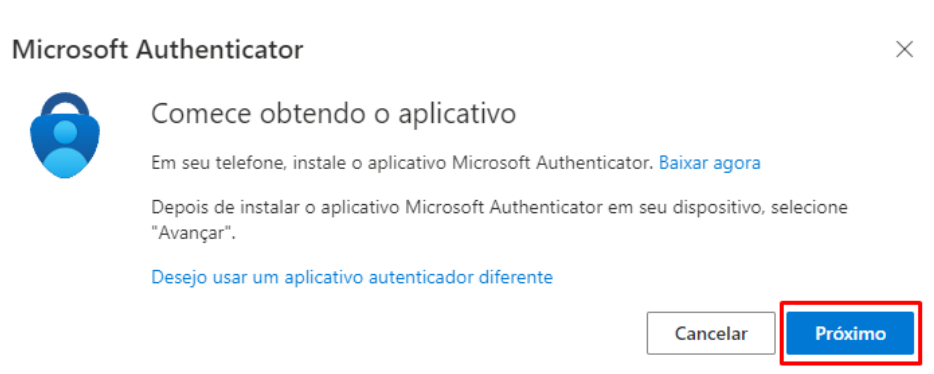 Microsoft Authenticator
Comece obtendo o aplicativo
Em seu telefone, instale o aplicativo Microsoft Authenticator. Baixar agora
Depois de instalar o aplicativo Microsoft Authenticator em seu dispositivo, selecione
"Avançar".
Desejo usar um aplicativo autenticador diferente
Cancelar Próximo